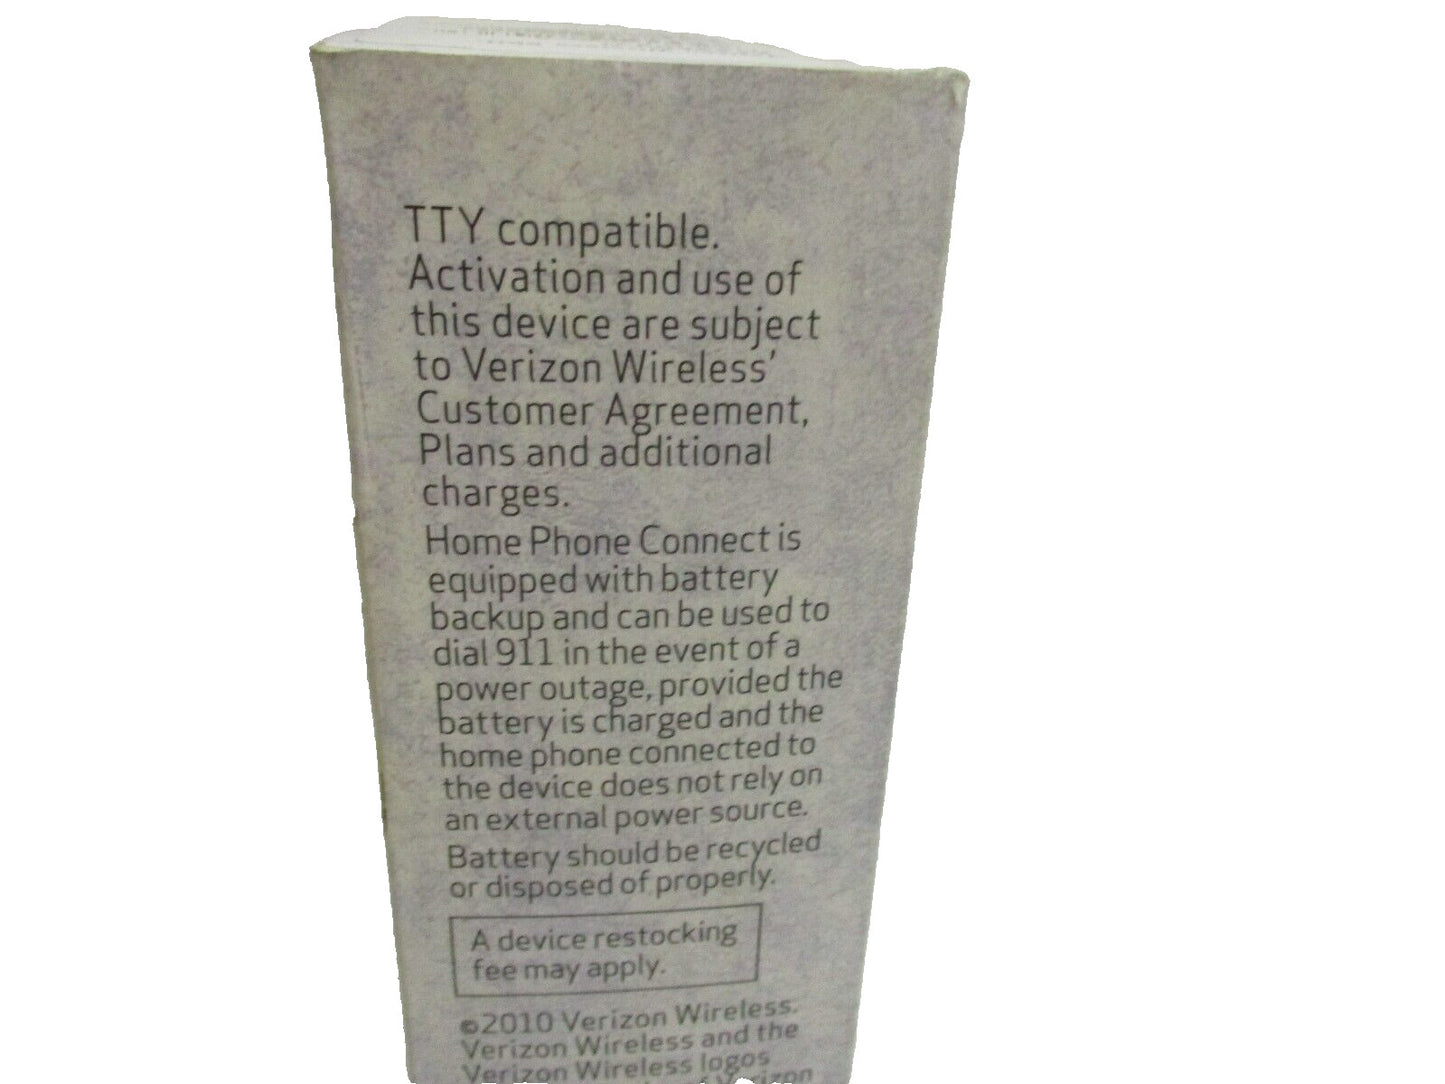 TTY compatible.
Activation and use of
this device are subject
to Verizon Wireless’
Customer Agreement,
Plans and additional
charges.
Home Phone Connect is
equipped with battery
backup and can be used to
dial 911 in the event of a
power outage, provided the
battery is charged and the
home phone connected to
the device does not rely on
an external power source.
Battery should be recycled
or disposed of properly.
A device restocking
fee may apply.
©2010 Verizon Wireless.
Verizon Wireless and the
Verizon Wireless logos
Verizon